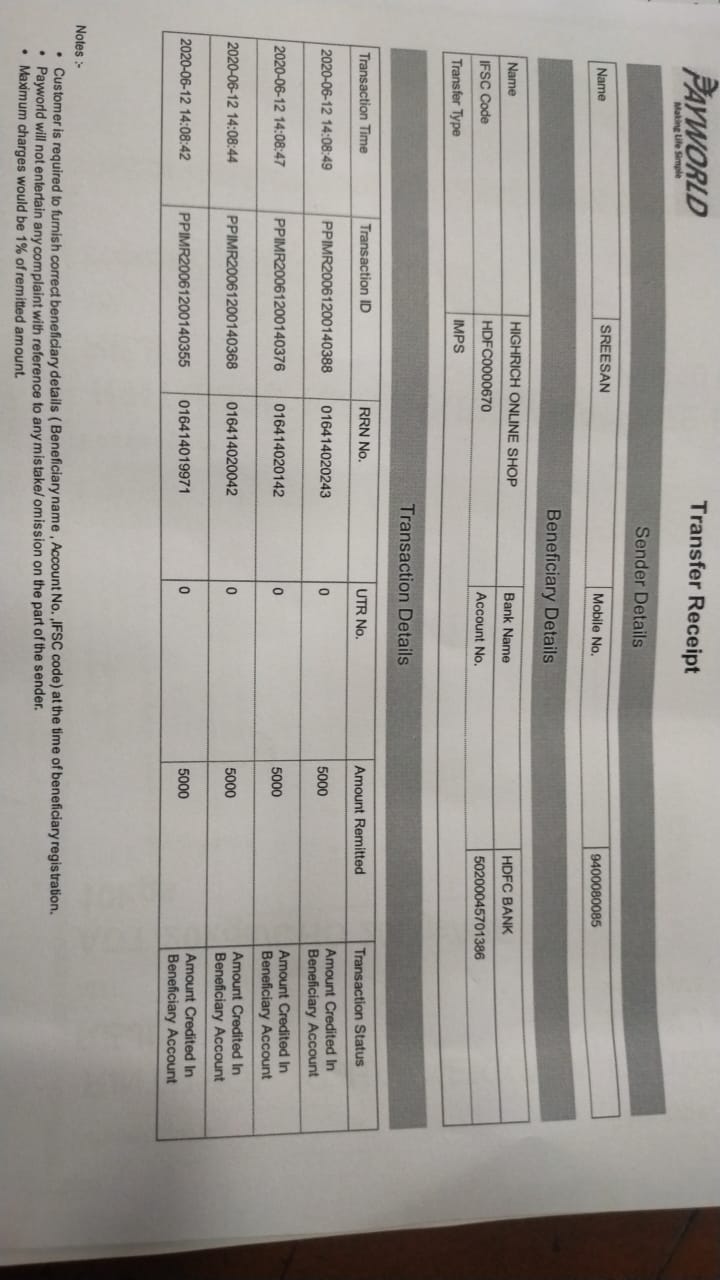 PAYWORLD
Making Life Simple
Transfer Receipt
Sender Details
Name SREESAN Mobile No. 9400080085
Beneficiary Details
Name HIGHRICH ONLINE SHOP Bank Name HDFC BANK
IFSC Code HDFC0000670 Account No. 50200045701386
Transfer Type IMPS
Transaction Details
Transaction Time Transaction ID RRN No. UTR No. Amount Remitted Transaction Status
2020-06-12 14:08:49 PPIMR20061200140388 016414020243 0 5000 Amount Credited In
Beneficiary Account
2020-06-12 14:08:47 PPIMR20061200140376 016414020142 0 5000 Amount Credited In
Beneficiary Account
2020-06-12 14:08:44 PPIMR20061200140368 016414020042 0 5000 Amount Credited In
Beneficiary Account
2020-06-12 14:08:42 PPIMR20061200140355 016414019971 0 5000 Amount Credited In
Beneficiary Account
Notes :-
• Customer is required to furnish correct beneficiary details ( Beneficiary name , Account No. ,IFSC code) at the time of beneficiary registration.
• Payworld will not entertain any complaint with reference to any mistake/ omission on the part of the sender.
• Maximum charges would be 1% of remitted amount.